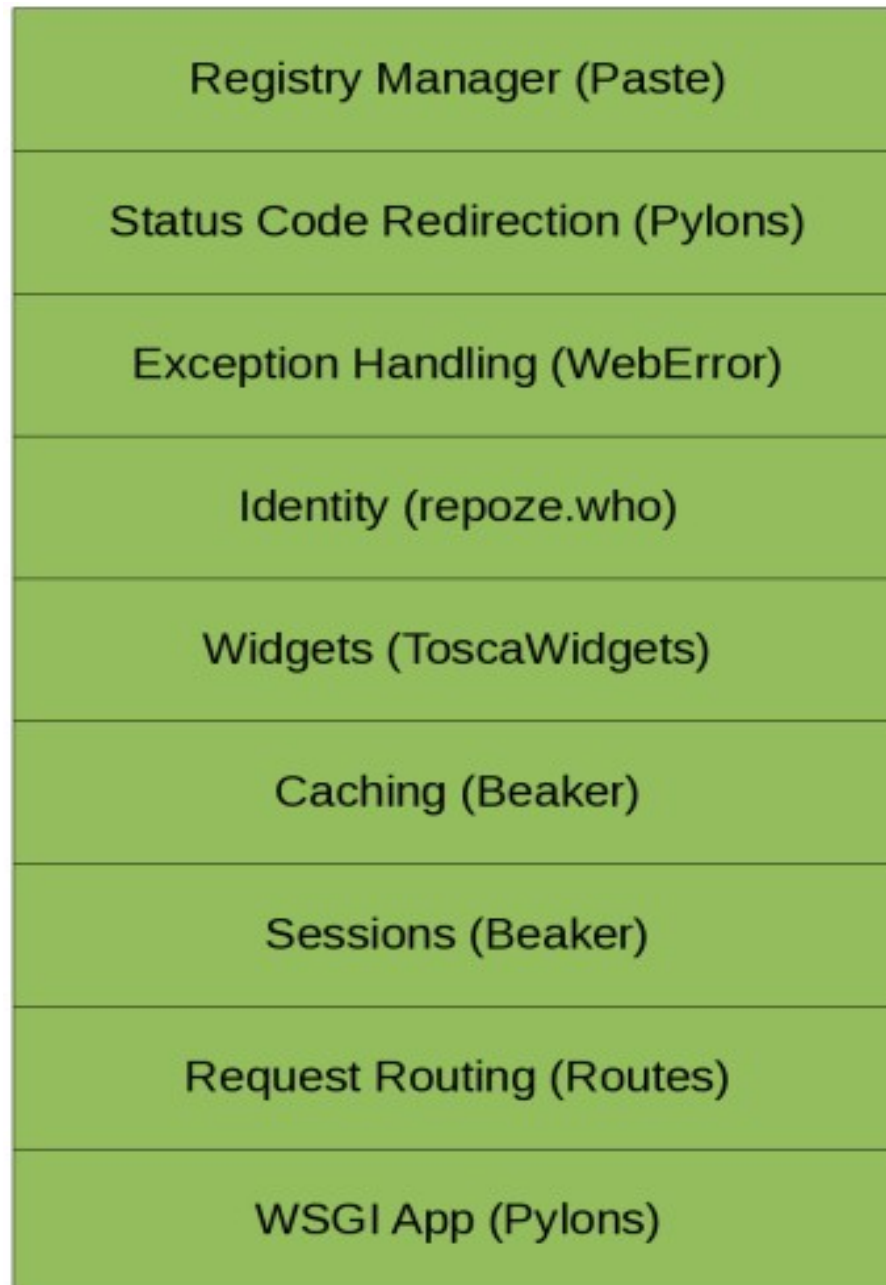 Registry Manager (Paste)
Status Code Redirection (Pylons)
Exception Handling (WebError)
Identity (repoze.who)
Widgets (ToscaWidgets)
Caching (Beaker)
Sessions (Beaker)
Request Routing (Routes)
WSGI App (Pylons)